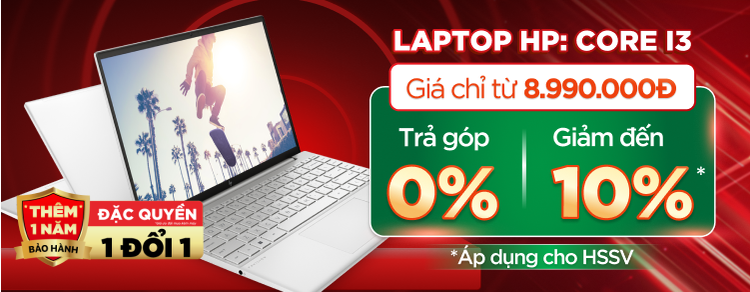 LAPTOP HP: CORE I3
Giá chỉ từ 8.990.000Đ
Trả góp
0%
Giảm đến
10%*
*Áp dụng cho HSSV
THÊM
1 NĂM
BẢO HÀNH
ĐẶC QUYỀN
1 ĐỔI 1